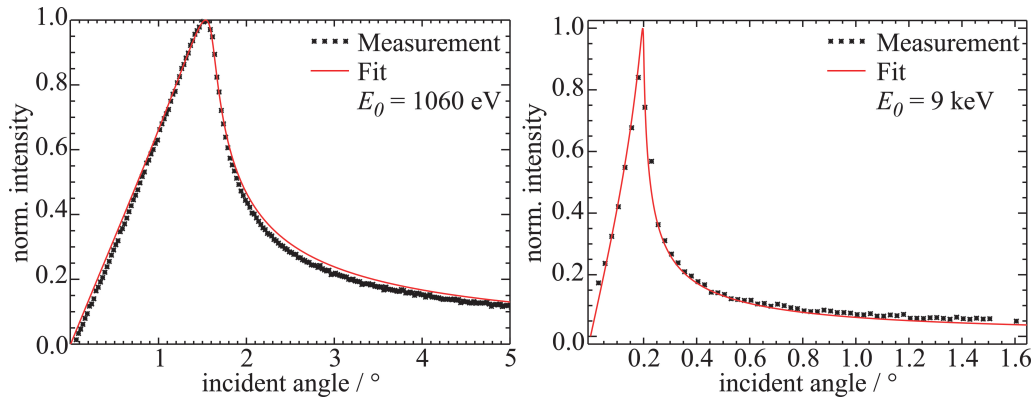 1.0
0.8
0.6
0.4
0.2
0.0
norm. intensity
Measurement
Fit
E0 = 1060 eV
1
2
3
4
5
incident angle / °
1.0
0.8
0.6
0.4
0.2
0.0
norm. intensity
Measurement
Fit
E0 = 9 keV
0.2
0.4
0.6
0.8
1.0
1.2
1.4
1.6
incident angle / °